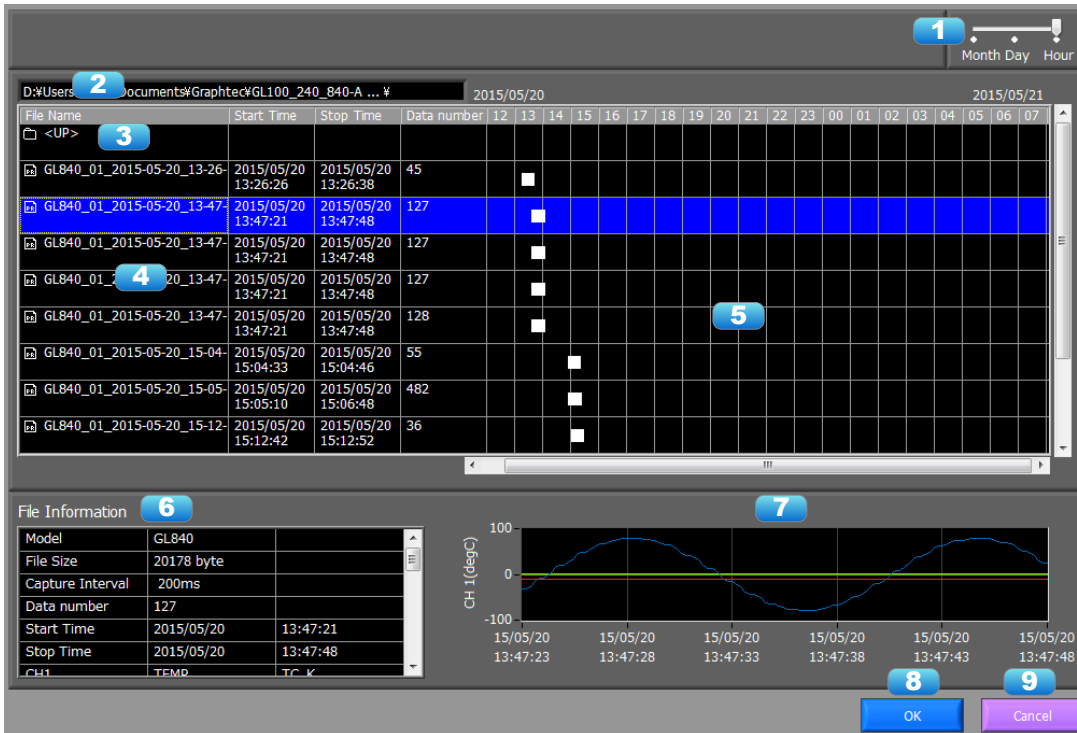 1
Month Day Hour
2
D:¥Users Documents¥Graphtec¥GL100_240_840-A ... ¥
2015/05/20 2015/05/21
File Name Start Time Stop Time Data number 12 13 14 15 16 17 18 19 20 21 22 23 00 01 02 03 04 05 06 07
<UP>
3
GL840_01_2015-05-20_13-26- 2015/05/20 13:26:26 2015/05/20 13:26:38 45
GL840_01_2015-05-20_13-47- 2015/05/20 13:47:21 2015/05/20 13:47:48 127
GL840_01_2015-05-20_13-47- 2015/05/20 13:47:21 2015/05/20 13:47:48 127
GL840_01_2 20_13-47- 2015/05/20 13:47:21 2015/05/20 13:47:48 127
4
GL840_01_2015-05-20_13-47- 2015/05/20 13:47:21 2015/05/20 13:47:48 128
5
GL840_01_2015-05-20_15-04- 2015/05/20 15:04:33 2015/05/20 15:04:46 55
GL840_01_2015-05-20_15-05- 2015/05/20 15:05:10 2015/05/20 15:06:48 482
GL840_01_2015-05-20_15-12- 2015/05/20 15:12:42 2015/05/20 15:12:52 36
File Information
6
Model GL840
File Size 20178 byte
Capture Interval 200ms
Data number 127
Start Time 2015/05/20 13:47:21
Stop Time 2015/05/20 13:47:48
CH1 TEMP TC_K
7
CH 1(degC)
100
0
-100
15/05/20 15/05/20 15/05/20 15/05/20 15/05/20 15/05/20
13:47:23 13:47:28 13:47:33 13:47:38 13:47:43 13:47:48
8
OK
9
Cancel